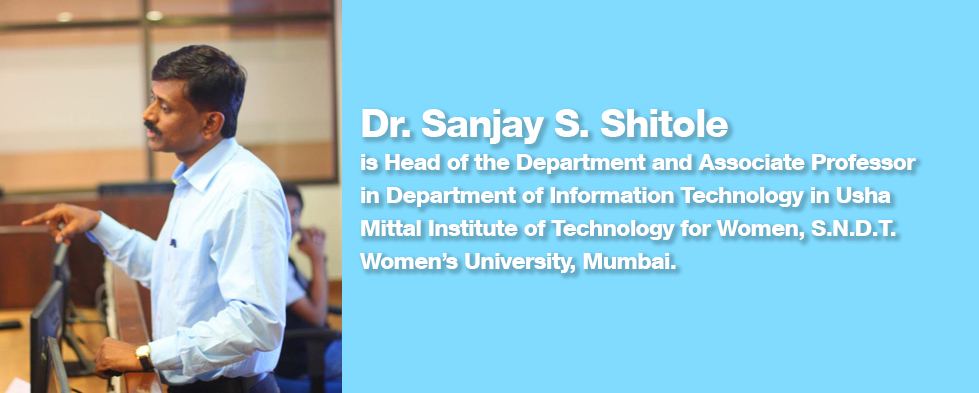 Dr. Sanjay S. Shitole
is Head of the Department and Associate Professor
in Department of Information Technology in Usha
Mittal Institute of Technology for Women, S.N.D.T.
Women’s University, Mumbai.